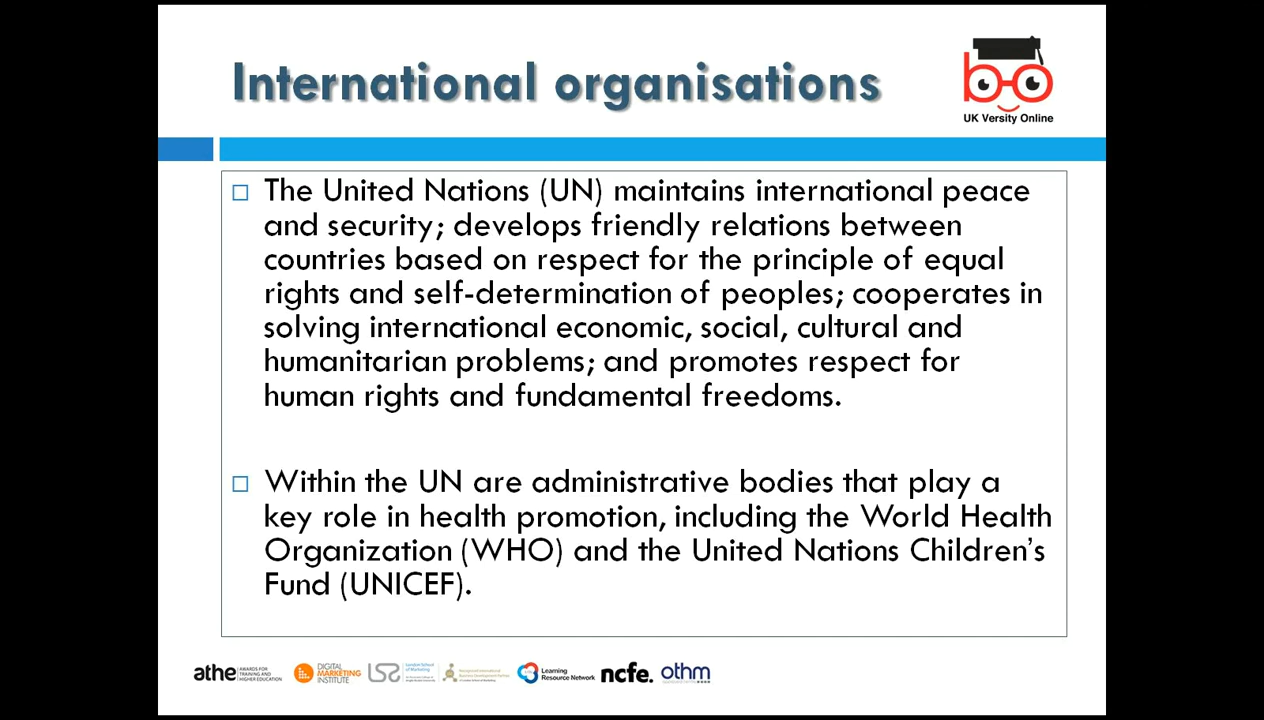 International organisations
UK Versity Online
The United Nations (UN) maintains international peace
and security; develops friendly relations between
countries based on respect for the principle of equal
rights and self-determination of peoples; cooperates in
solving international economic, social, cultural and
humanitarian problems; and promotes respect for
human rights and fundamental freedoms.
Within the UN are administrative bodies that play a
key role in health promotion, including the World Health
Organization (WHO) and the United Nations Children's
Fund (UNICEF).
athe AWARDS FOR
TRAINING AND
HIGHER EDUCATION
DIGITAL
MARKETING
INSTITUTE
London School
of Marketing
Learning
Resource Network
ncfe.
othm